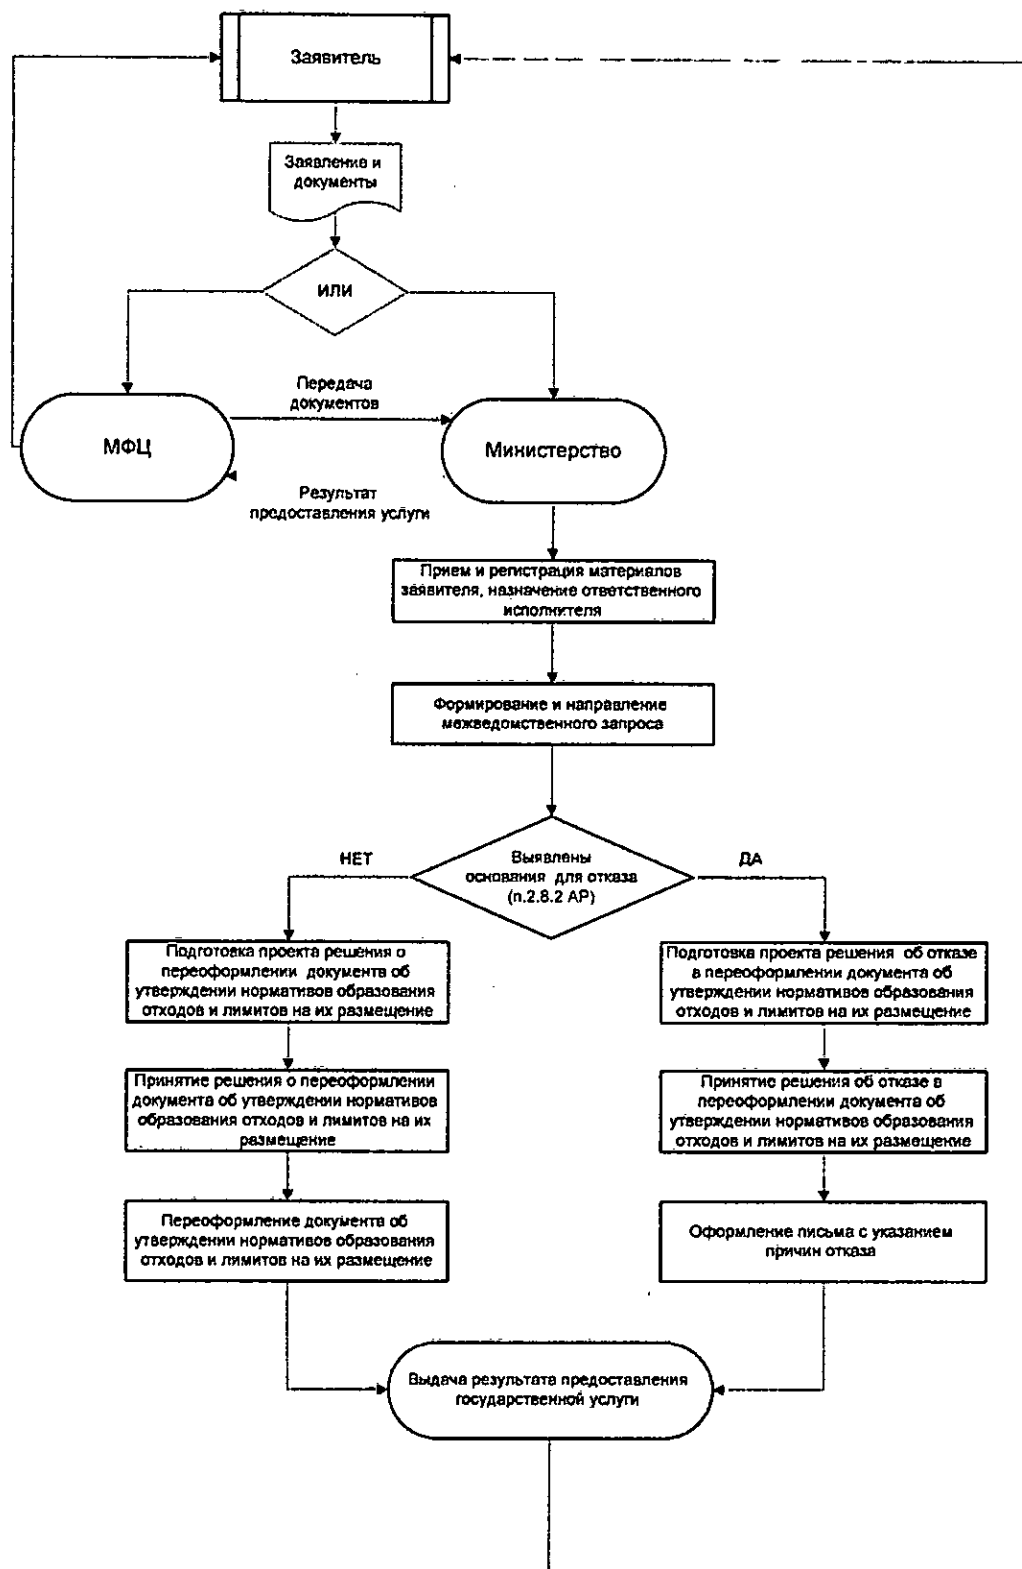 Заявитель
Заявление и
документы
ИЛИ
Передача
документов
МФЦ
Министерство
Результат
предоставления услуги
Прием и регистрация материалов
заявителя, назначение ответственного
исполнителя
Формирование и направление
межведомственного запроса
НЕТ
Выявлены
основания для отказа
(п.2.8.2 АР)
ДА
Подготовка проекта решения о
переоформлении документа об
утверждении нормативов образования
отходов и лимитов на их размещение
Подготовка проекта решения об отказе
в переоформлении документа об
утверждении нормативов образования
отходов и лимитов на их размещение
Принятие решения о переоформлении
документа об утверждении нормативов
образования отходов и лимитов на их
размещение
Принятие решения об отказе в
переоформлении документа об
утверждении нормативов образования
отходов и лимитов на их размещение
Переоформление документа об
утверждении нормативов образования
отходов и лимитов на их размещение
Оформление письма с указанием
причин отказа
Выдача результата предоставления
государственной услуги